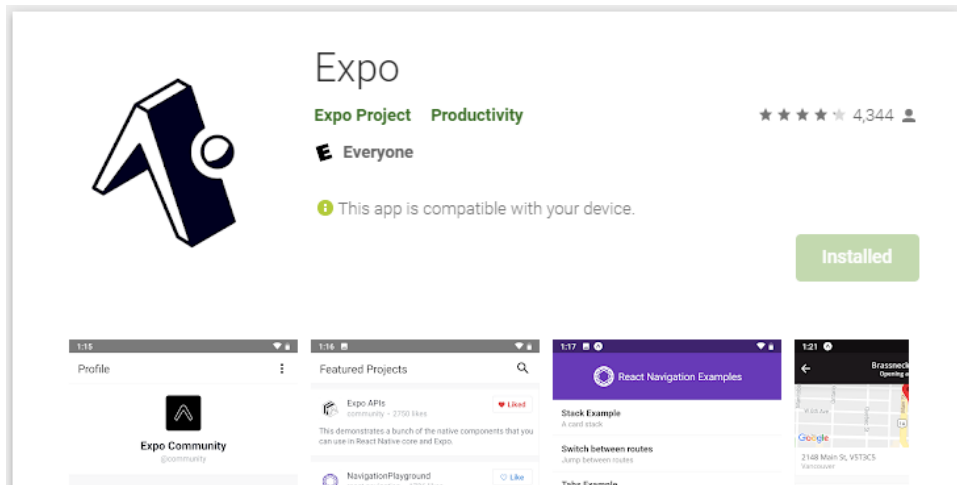 Expo
Expo Project Productivity
4,344
E Everyone
This app is compatible with your device.
Installed
1:15
Profile
Expo Community
@community
1:16
Featured Projects
Expo APIs
community - 2750 likes
Liked
This demonstrates a bunch of the native components that you
can use in React Native core and Expo.
NavigationPlayground
Like
1:17
React Navigation Examples
Stack Example
A card stack
Switch between routes
Jump between routes
Tabs Example
1:21
Brassneck
Opening
Google
2148 Main St, V5T3C5
Vancouver